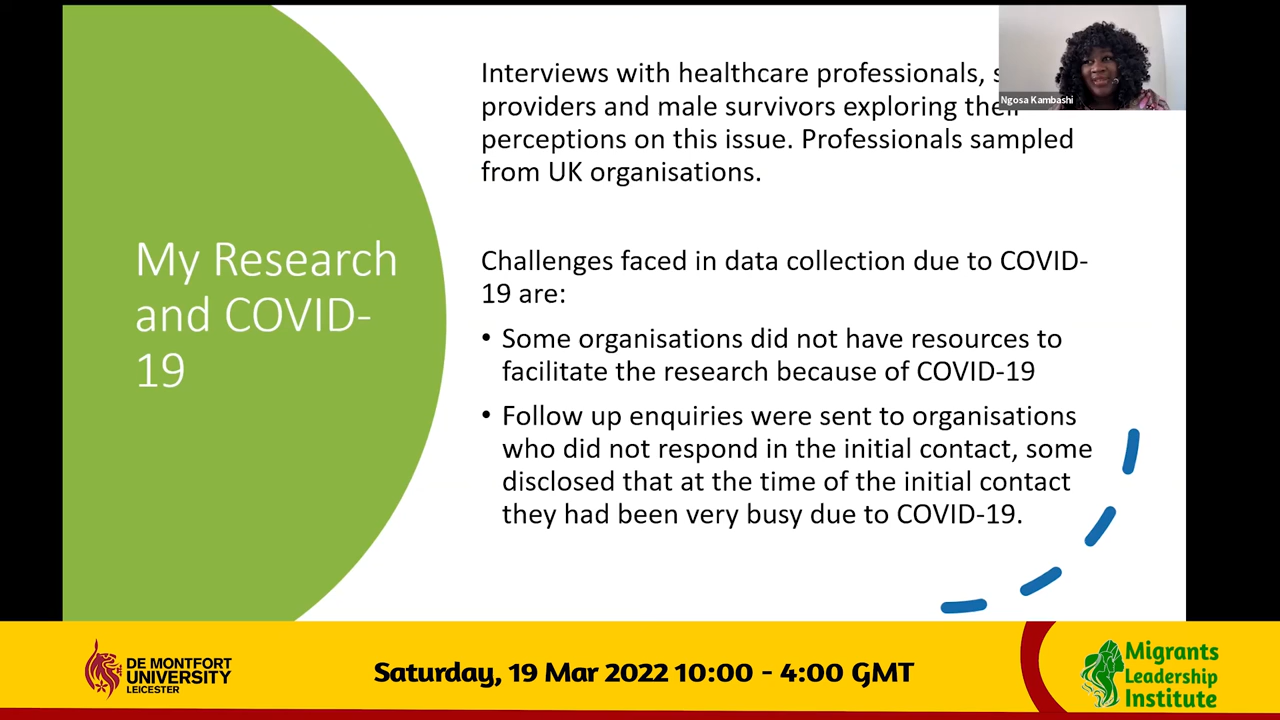 My Research
and COVID-
19
Interviews with healthcare professionals,
providers and male survivors exploring their
perceptions on this issue. Professionals sampled
from UK organisations.
Challenges faced in data collection due to COVID-
19 are:
• Some organisations did not have resources to
facilitate the research because of COVID-19
• Follow up enquiries were sent to organisations
who did not respond in the initial contact, some
disclosed that at the time of the initial contact
they had been very busy due to COVID-19.
Ngosa Kambashi
DE MONTFORT
UNIVERSITY
LEICESTER
Saturday, 19 Mar 2022 10:00 - 4:00 GMT
Migrants
Leadership
Institute